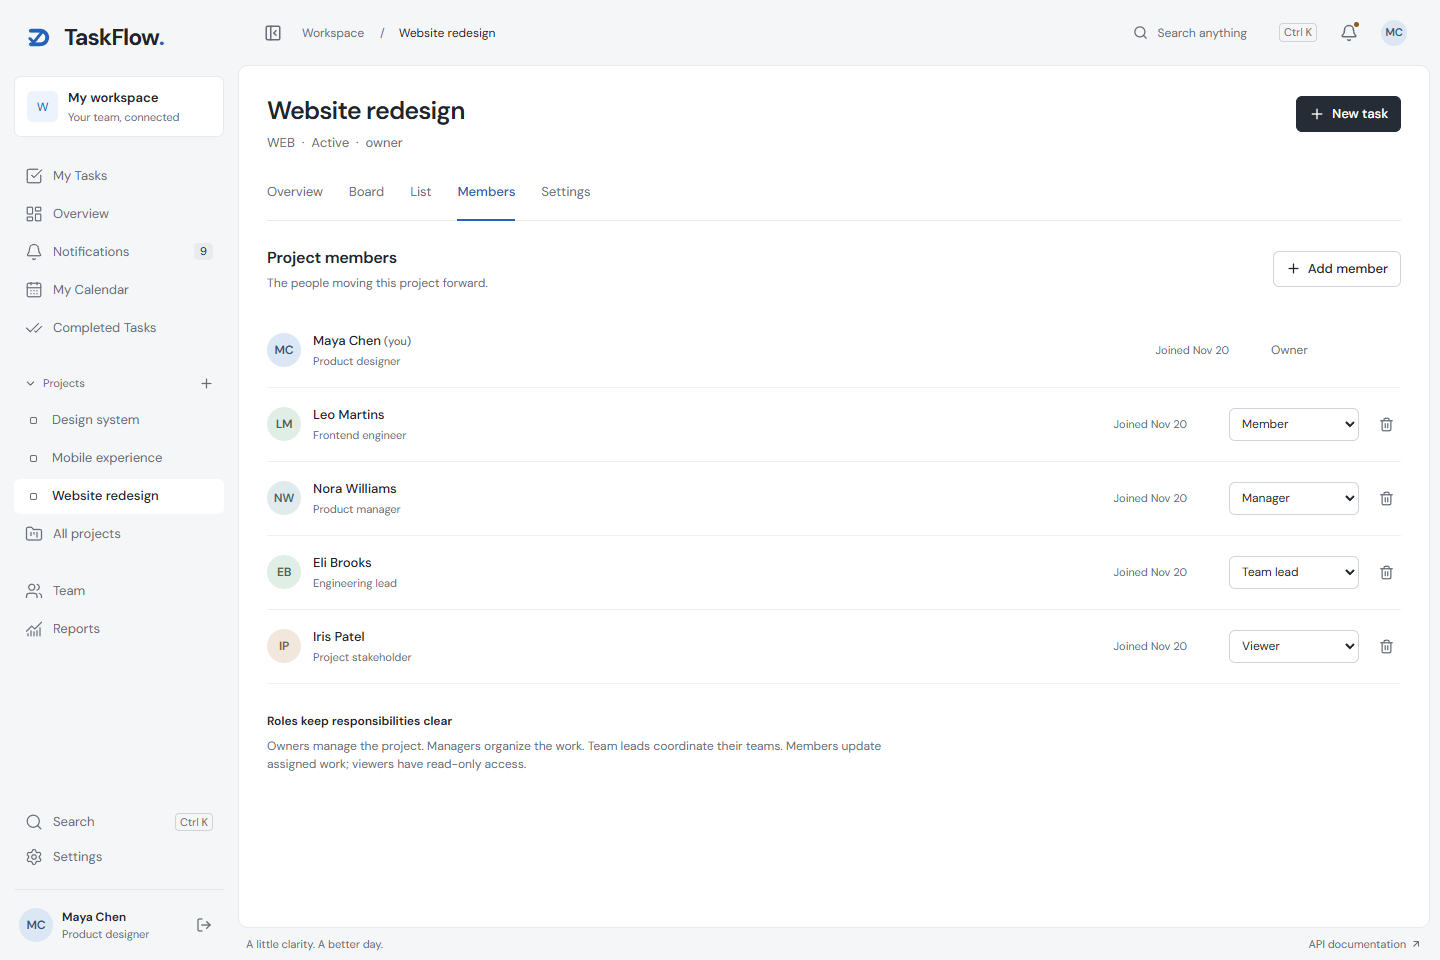 TaskFlow.
W
My workspace
Your team, connected
My Tasks
Overview
Notifications 9
My Calendar
Completed Tasks
Projects
Design system
Mobile experience
Website redesign
All projects
Team
Reports
Search Ctrl K
Settings
MC
Maya Chen
Product designer
Workspace / Website redesign
Search anything Ctrl K
MC
Website redesign
WEB · Active · owner
New task
Overview Board List Members Settings
Project members
The people moving this project forward.
Add member
MC
Maya Chen (you)
Product designer
Joined Nov 20 Owner
LM
Leo Martins
Frontend engineer
Joined Nov 20 Member
NW
Nora Williams
Product manager
Joined Nov 20 Manager
EB
Eli Brooks
Engineering lead
Joined Nov 20 Team lead
IP
Iris Patel
Project stakeholder
Joined Nov 20 Viewer
Roles keep responsibilities clear
Owners manage the project. Managers organize the work. Team leads coordinate their teams. Members update
assigned work; viewers have read-only access.
A little clarity. A better day.
API documentation